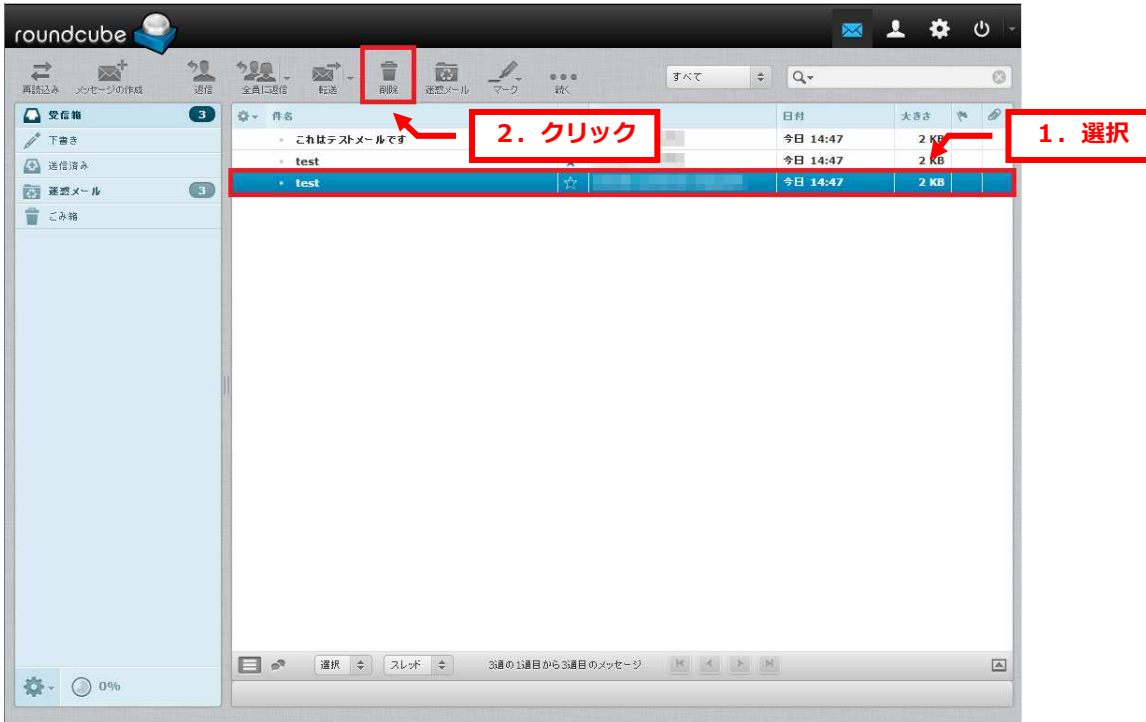 roundcube
再読込み メッセージの作成 返信 全員に返信 転送 削除 迷惑メール マーク 続く すべて
受信箱 3 件名 日付 大きさ
下書き これはテストメールです 今日 14:47 2 KB
送信済み test 今日 14:47 2 KB
迷惑メール 3 test 今日 14:47 2 KB
ごみ箱
2. クリック
1. 選択
選択 スレッド 3通の1通目から3通目のメッセージ
0%